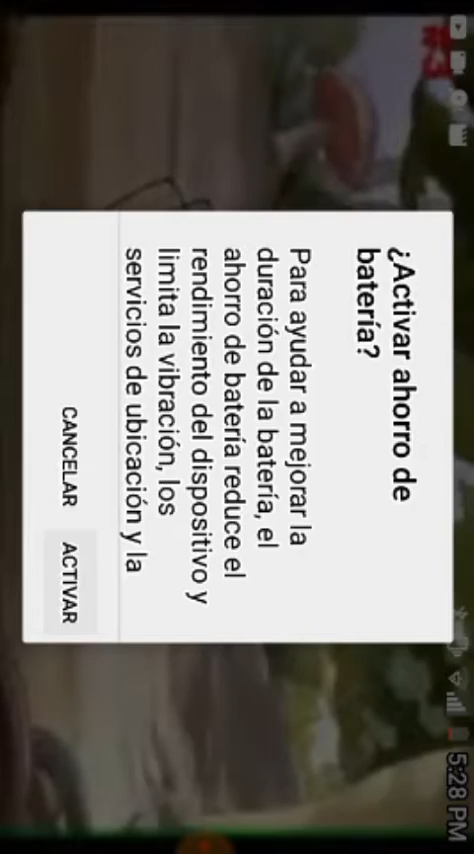 5:28 PM
¿Activar ahorro de
batería?
Para ayudar a mejorar la
duración de la batería, el
ahorro de batería reduce el
rendimiento del dispositivo y
limita la vibración, los
servicios de ubicación y la
CANCELAR ACTIVAR